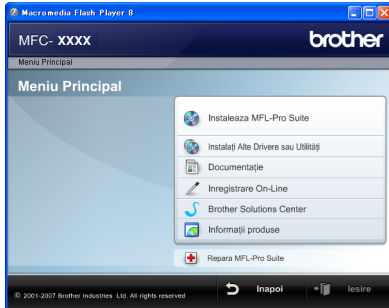 Macromedia Flash Player 8
MFC- XXXX
brother
Meniu Principal
Meniu Principal
Instaleaza MFL-Pro Suite
Instalaţi Alte Drivere sau Utilităţi
Documentaţie
Inregistrare On-Line
Brother Solutions Center
Informaţii produse
Repara MFL-Pro Suite
© 2001-2007 Brother Industries. Ltd. All rights reserved
Inapoi
Iesire